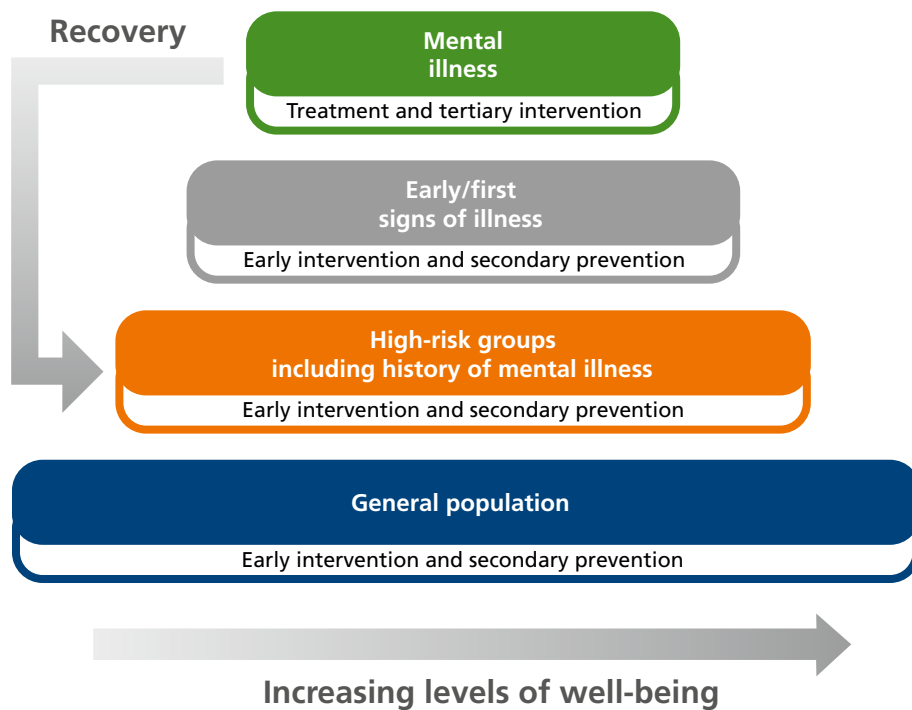 Recovery
Mental
illness
Treatment and tertiary intervention
Early/first
signs of illness
Early intervention and secondary prevention
High-risk groups
including history of mental illness
Early intervention and secondary prevention
General population
Early intervention and secondary prevention
Increasing levels of well-being